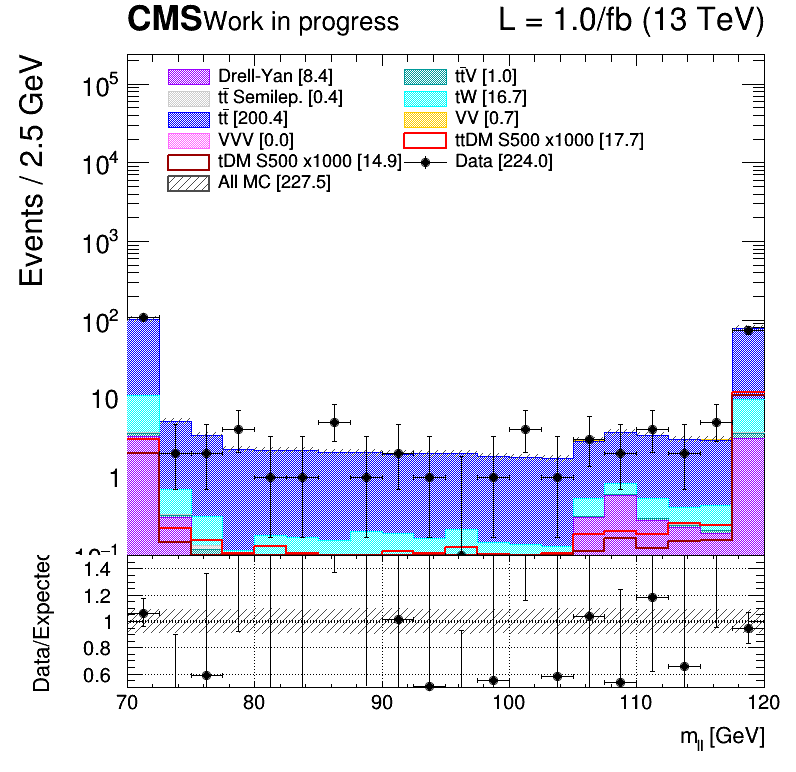 CMS Work in progress L = 1.0/fb (13 TeV)
Events / 2.5 GeV
10⁵
10⁴
10³
10²
10
1
10⁻¹
Drell-Yan [8.4]
tt̄ Semilep. [0.4]
tt̄ [200.4]
VVV [0.0]
tDM S500 x1000 [14.9]
All MC [227.5]
tt̄V [1.0]
tW [16.7]
VV [0.7]
ttDM S500 x1000 [17.7]
Data [224.0]
Data/Expected
1.4
1.2
1
0.8
0.6
70 80 90 100 110 120
m_ll [GeV]